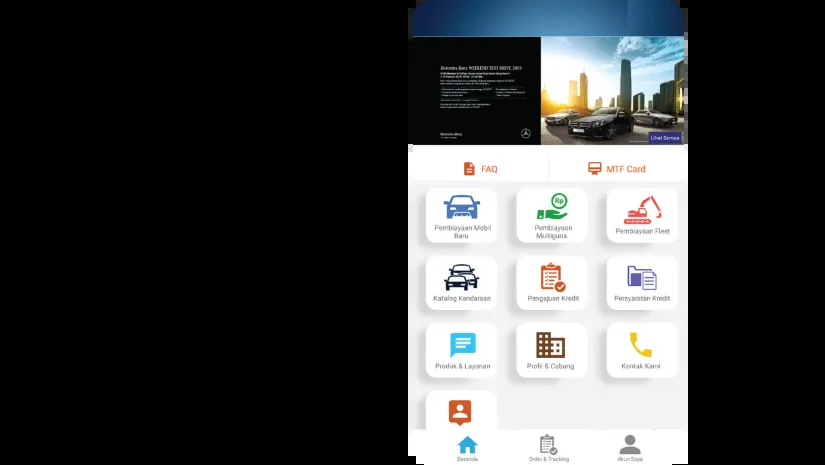 Mercedes-Benz WEEKEND TEST DRIVE 2019.
Mercedes-Benz
Lihat Semua
FAQ
MTF Card
Pembiayaan Mobil
Baru
Pembiayaan
Multiguna
Pembiayaan Fleet
Katalog Kendaraan
Pengajuan Kredit
Persyaratan Kredit
Produk & Layanan
Profil & Cabang
Kontak Kami
Rp
Beranda
Order & Tracking
Akun Saya